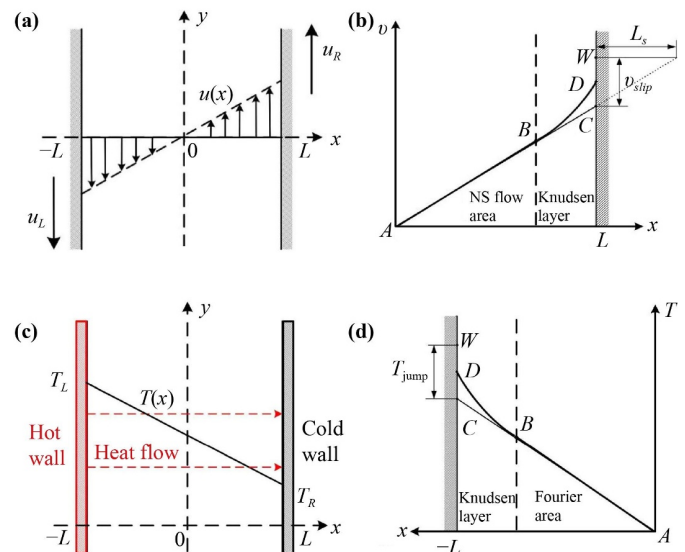 (a)
y
u_R
u(x)
−L
0
L
x
u_L
(b)
υ
L_s
W
D
υ_slip
B
C
NS flow
area
Knudsen
layer
A
L
x
(c)
y
T_L
T(x)
Hot
wall
Heat flow
Cold
wall
T_R
−L
0
L
x
(d)
T
W
T_jump
D
C
B
Knudsen
layer
Fourier
area
x
−L
A